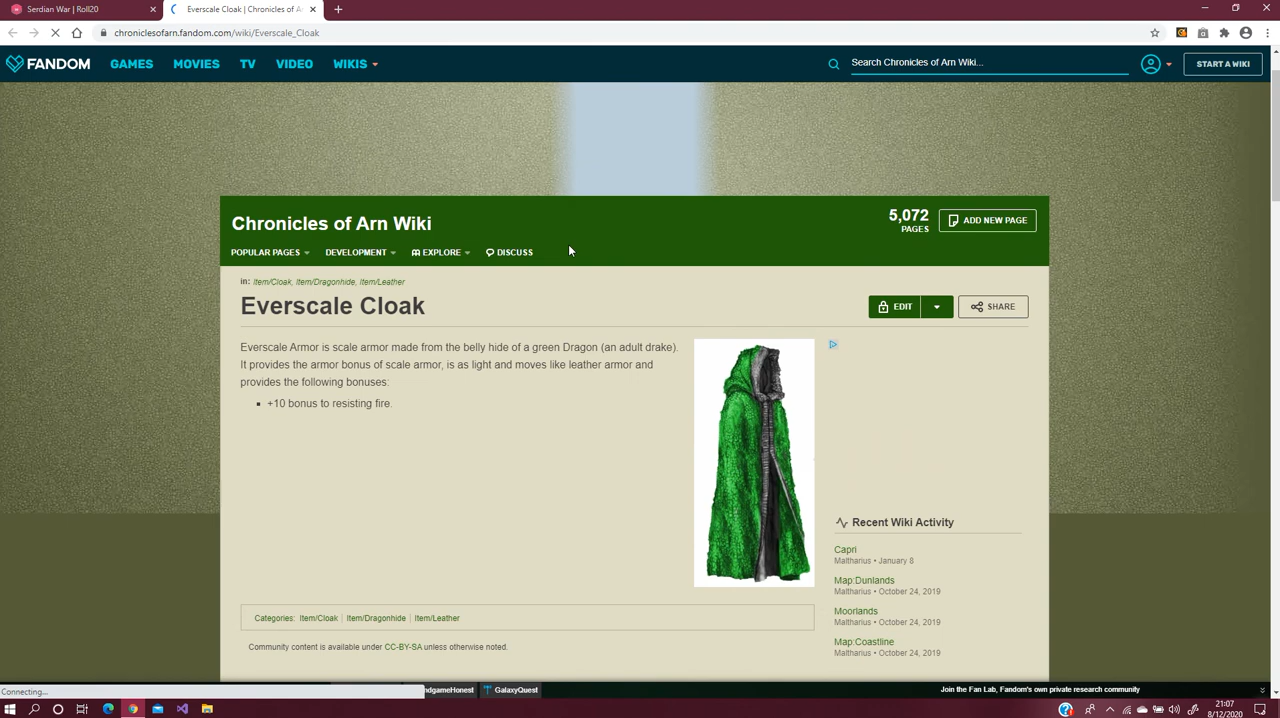 Serdian War | Roll20
Everscale Cloak | Chronicles of Ar
chroniclesofarn.fandom.com/wiki/Everscale_Cloak
FANDOM GAMES MOVIES TV VIDEO WIKIS
Search Chronicles of Arn Wiki...
START A WIKI
Chronicles of Arn Wiki
5,072
PAGES
ADD NEW PAGE
POPULAR PAGES DEVELOPMENT EXPLORE DISCUSS
in: Item/Cloak, Item/Dragonhide, Item/Leather
Everscale Cloak
EDIT
SHARE
Everscale Armor is scale armor made from the belly hide of a green Dragon (an adult drake).
It provides the armor bonus of scale armor, is as light and moves like leather armor and
provides the following bonuses:
+10 bonus to resisting fire.
Recent Wiki Activity
Capri
Maltharius • January 8
Map:Dunlands
Maltharius • October 24, 2019
Moorlands
Maltharius • October 24, 2019
Map:Coastline
Maltharius • October 24, 2019
Categories: Item/Cloak | Item/Dragonhide | Item/Leather
Community content is available under CC-BY-SA unless otherwise noted.
Connecting...
ndgameHonest
GalaxyQuest
Join the Fan Lab, Fandom's own private research community
21:07
8/12/2020